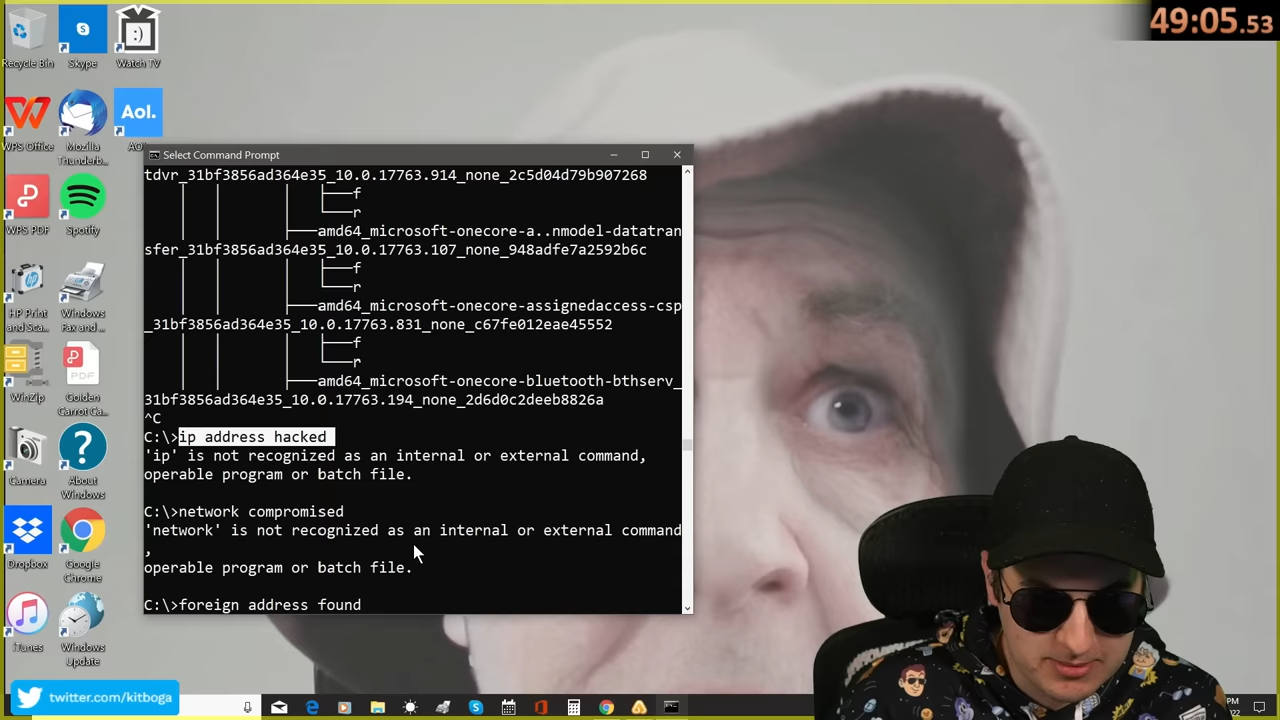 49:05.53
Recycle Bin
Skype
Watch TV
:)
Aol.
WPS Office
Mozilla
Thunderb...
WPS PDF
Spotify
Select Command Prompt
tdvr_31bf3856ad364e35_10.0.17763.914_none_2c5d04d79b907268
f
r
amd64_microsoft-onecore-a..nmodel-datatran
sfer_31bf3856ad364e35_10.0.17763.107_none_948adfe7a2592b6c
f
r
amd64_microsoft-onecore-assignedaccess-csp
_31bf3856ad364e35_10.0.17763.831_none_c67fe012eae45552
f
r
amd64_microsoft-onecore-bluetooth-bthserv_
31bf3856ad364e35_10.0.17763.194_none_2d6d0c2deeb8826a
^C
C:\>ip address hacked
'ip' is not recognized as an internal or external command,
operable program or batch file.
C:\>network compromised
'network' is not recognized as an internal or external command
,
operable program or batch file.
C:\>foreign address found
HP Print
and Sca...
Windows
Fax and ...
WinZip
PDF
Golden
Carrot Ca...
Camera
About
Windows
Dropbox
Google
Chrome
iTunes
Windows
Update
twitter.com/kitboga